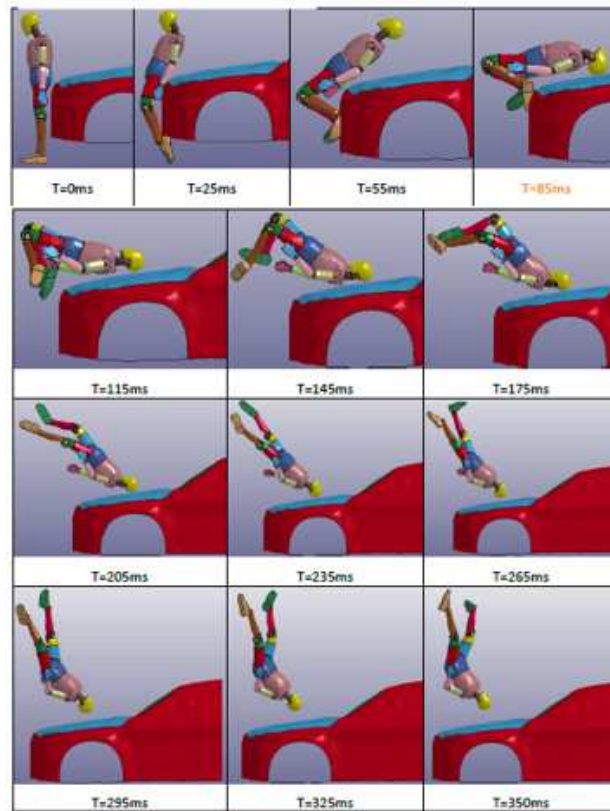 T=0ms T=25ms T=55ms T=85ms
T=115ms T=145ms T=175ms
T=205ms T=235ms T=265ms
T=295ms T=325ms T=350ms